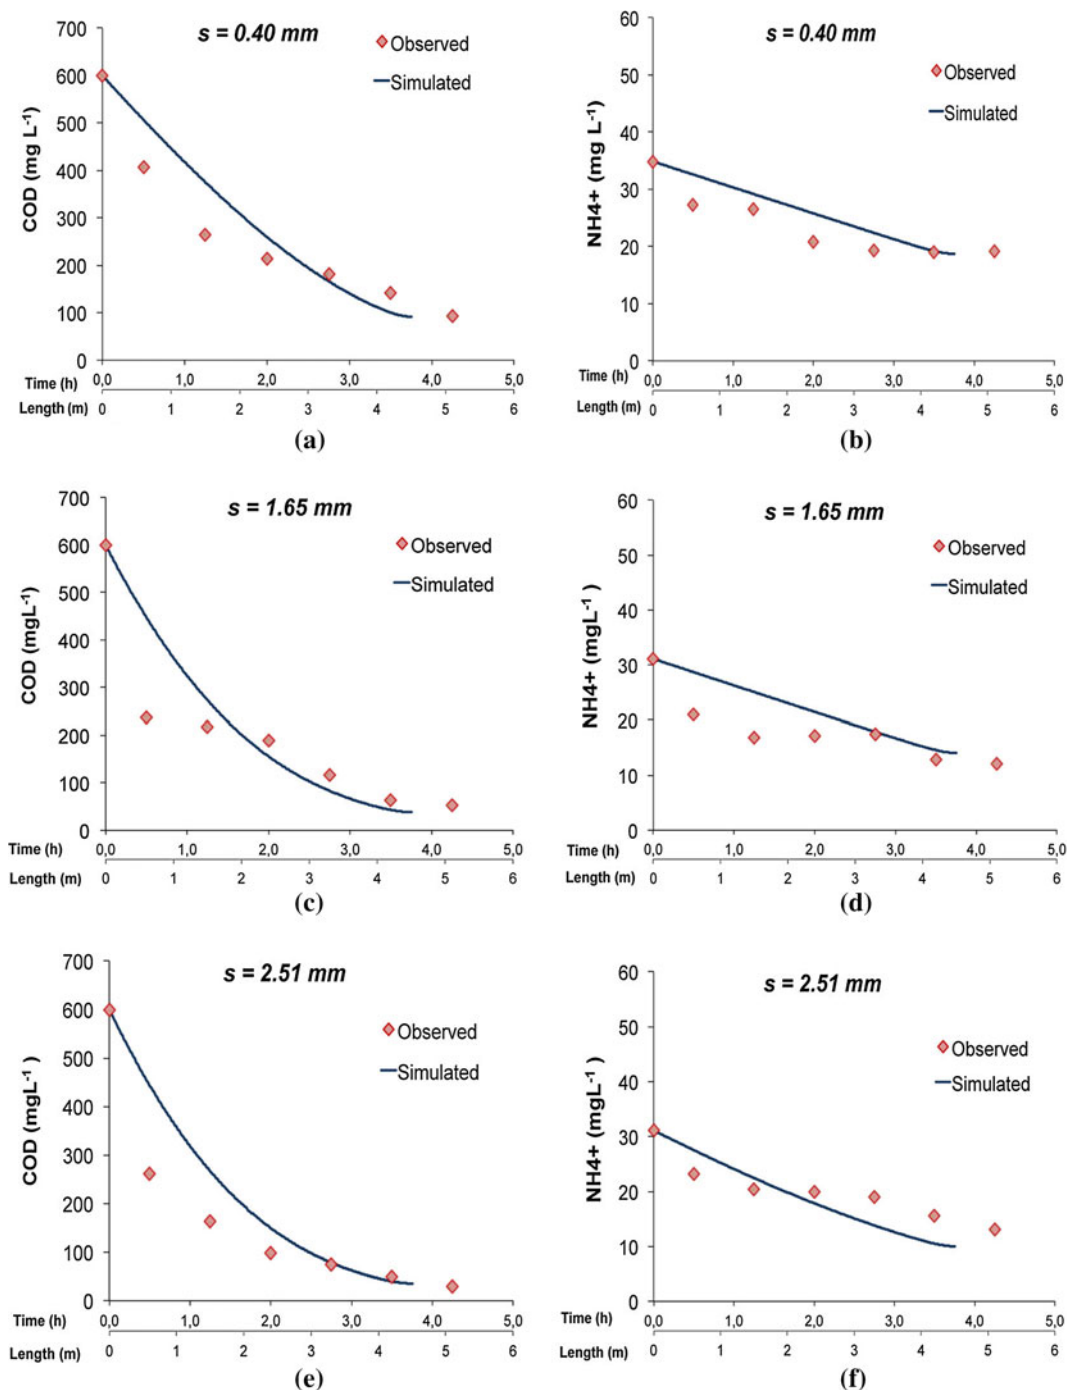 s = 0.40 mm
Observed
Simulated
COD (mg L-1)
700
600
500
400
300
200
100
0
Time (h)
0,0 1,0 2,0 3,0 4,0 5,0
Length (m)
0 1 2 3 4 5 6
(a)
s = 0.40 mm
Observed
Simulated
NH4+ (mg L-1)
60
50
40
30
20
10
0
Time (h)
0,0 1,0 2,0 3,0 4,0 5,0
Length (m)
0 1 2 3 4 5 6
(b)
s = 1.65 mm
Observed
Simulated
COD (mgL-1)
700
600
500
400
300
200
100
0
Time (h)
0,0 1,0 2,0 3,0 4,0 5,0
Length (m)
0 1 2 3 4 5 6
(c)
s = 1.65 mm
Observed
Simulated
NH4+ (mgL-1)
60
50
40
30
20
10
0
Time (h)
0,0 1,0 2,0 3,0 4,0 5,0
Length (m)
0 1 2 3 4 5 6
(d)
s = 2.51 mm
Observed
Simulated
COD (mgL-1 )
700
600
500
400
300
200
100
0
Time (h)
0,0 1,0 2,0 3,0 4,0 5,0
Length (m)
0 1 2 3 4 5 6
(e)
s = 2.51 mm
Observed
Simulated
NH4+ (mgL-1 )
60
50
40
30
20
10
0
Time (h)
0,0 1,0 2,0 3,0 4,0 5,0
Length (m)
0 1 2 3 4 5 6
(f)